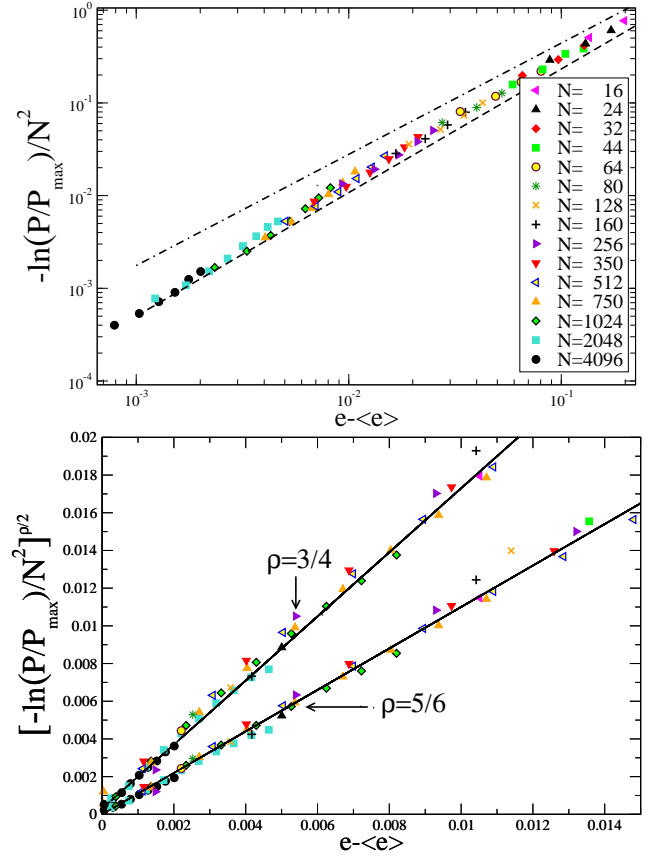 -ln(P/P_max)/N^2
10^0
10^-1
10^-2
10^-3
10^-4
N= 16
N= 24
N= 32
N= 44
N= 64
N= 80
N= 128
N= 160
N= 256
N= 350
N= 512
N= 750
N=1024
N=2048
N=4096
10^-3
10^-2
10^-1
e-<e>
[-ln(P/P_max)/N^2]^ρ/2
0.02
0.018
0.016
0.014
0.012
0.01
0.008
0.006
0.004
0.002
0
ρ=3/4
ρ=5/6
0
0.002
0.004
0.006
0.008
0.01
0.012
0.014
e-<e>